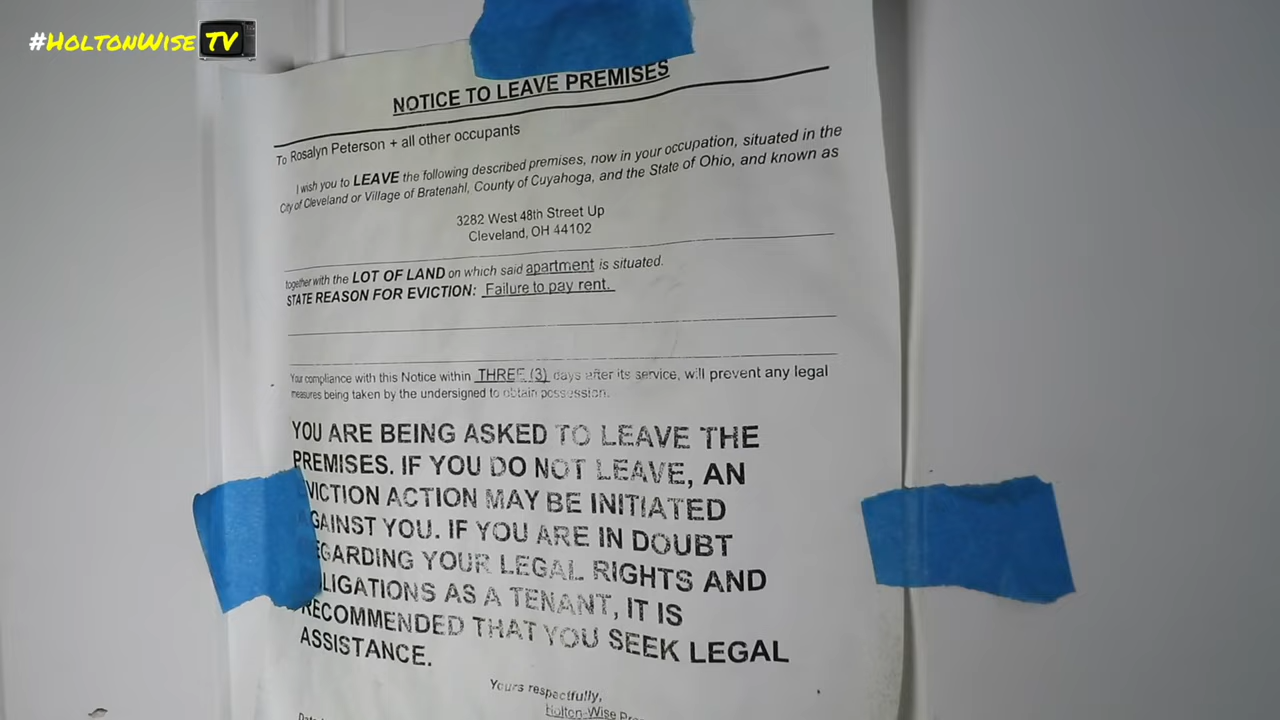 #HOLTONWISE TV
NOTICE TO LEAVE PREMISES
To Rosalyn Peterson + all other occupants
I wish you to LEAVE the following described premises, now in your occupation, situated in the
City of Cleveland or Village of Bratenahl, County of Cuyahoga, and the State of Ohio, and known as
3282 West 48th Street Up
Cleveland, OH 44102
together with the LOT OF LAND on which said apartment is situated.
STATE REASON FOR EVICTION: Failure to pay rent.
Your compliance with this Notice within THREE (3) days after its service, will prevent any legal
measures being taken by the undersigned to obtain possession.
YOU ARE BEING ASKED TO LEAVE THE
PREMISES. IF YOU DO NOT LEAVE, AN
EVICTION ACTION MAY BE INITIATED
AGAINST YOU. IF YOU ARE IN DOUBT
REGARDING YOUR LEGAL RIGHTS AND
OBLIGATIONS AS A TENANT, IT IS
RECOMMENDED THAT YOU SEEK LEGAL
ASSISTANCE.
Yours respectfully,
Holton-Wise